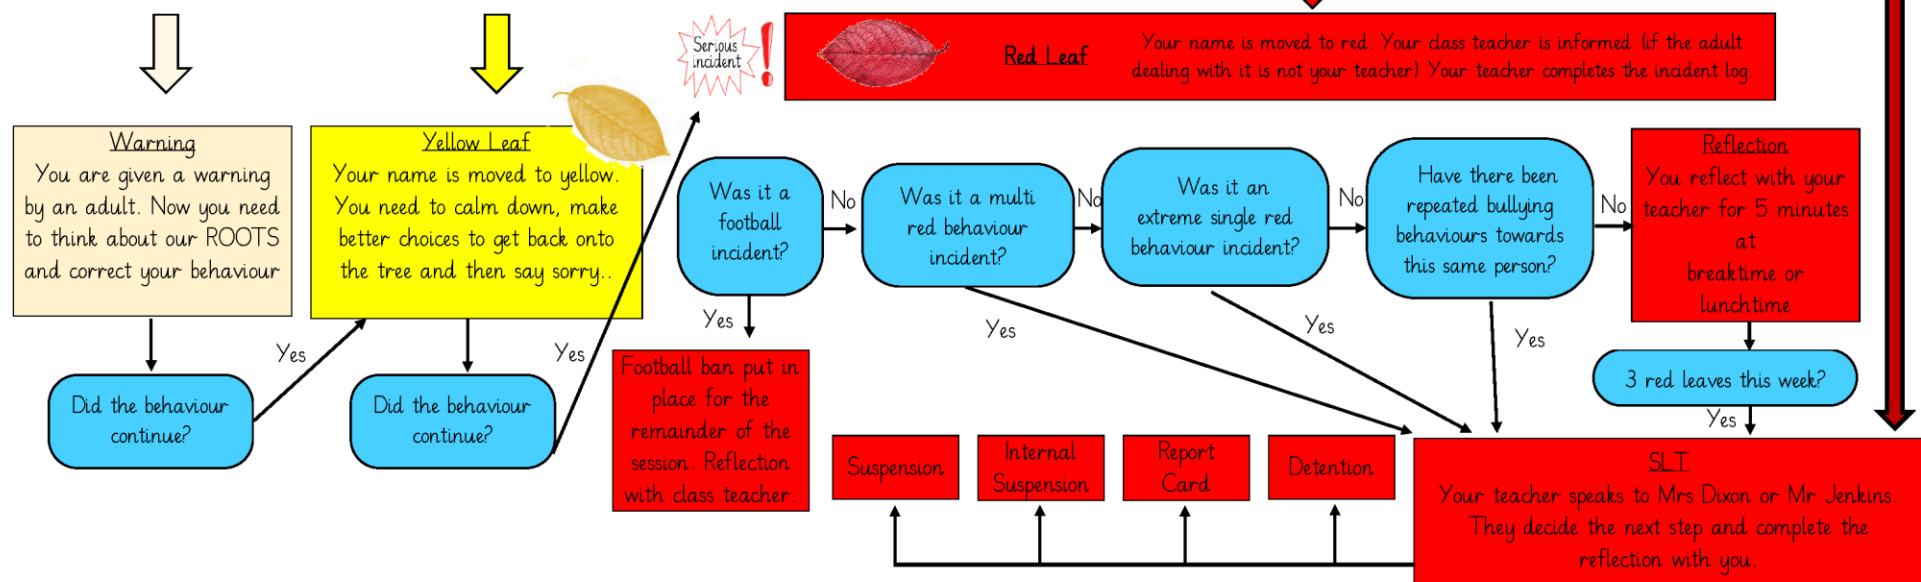 Serious
incident
Red Leaf
Your name is moved to red. Your class teacher is informed (if the adult
dealing with it is not your teacher) Your teacher completes the incident log.
Warning
You are given a warning
by an adult. Now you need
to think about our ROOTS
and correct your behaviour
Did the behaviour
continue?
Yes
Yellow Leaf
Your name is moved to yellow.
You need to calm down, make
better choices to get back onto
the tree and then say sorry..
Did the behaviour
continue?
Yes
Was it a
football
incident?
No
Yes
Football ban put in
place for the
remainder of the
session. Reflection
with class teacher.
Was it a multi
red behaviour
incident?
No
Yes
Was it an
extreme single red
behaviour incident?
No
Yes
Have there been
repeated bullying
behaviours towards
this same person?
No
Yes
Reflection
You reflect with your
teacher for 5 minutes
at
breaktime or
lunchtime
3 red leaves this week?
Yes
SLT
Your teacher speaks to Mrs Dixon or Mr Jenkins.
They decide the next step and complete the
reflection with you.
Suspension
Internal
Suspension
Report
Card
Detention